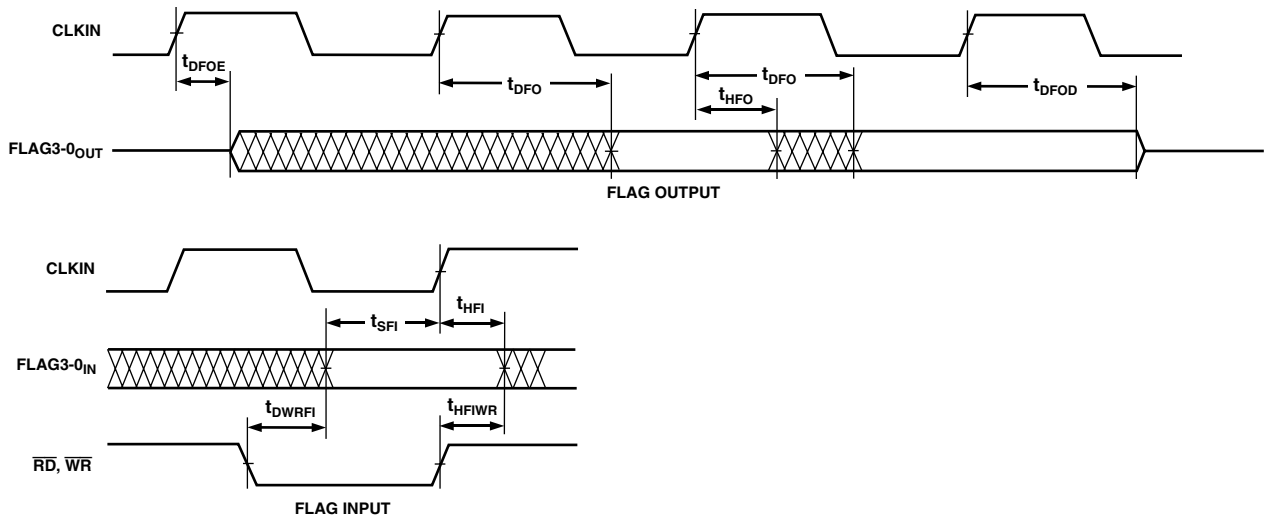 CLKIN
tDFOE
tDFO
tDFO
tHFO
tDFOD
FLAG3-0OUT
FLAG OUTPUT
CLKIN
tSFI
tHFI
FLAG3-0IN
tDWRFI
tHFIWR
RD, WR
FLAG INPUT